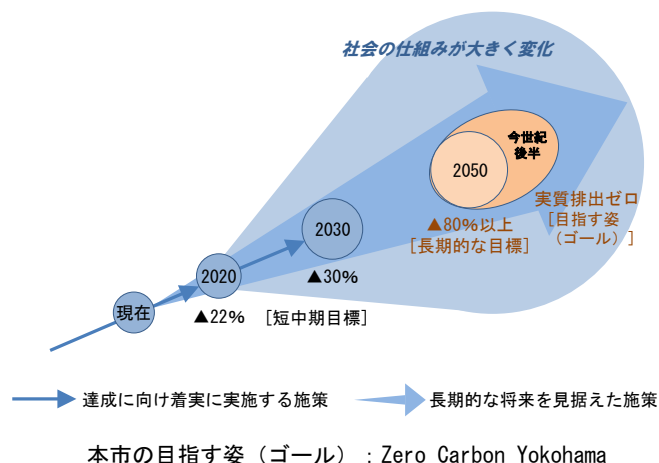 社会の仕組みが大きく変化
今世紀
後半
2050
実質排出ゼロ
[目指す姿
（ゴール）]
▲80%以上
[長期的な目標]
2030
▲30%
2020
▲22% [短中期目標]
現在
達成に向け着実に実施する施策
長期的な将来を見据えた施策
本市の目指す姿（ゴール）：Zero Carbon Yokohama